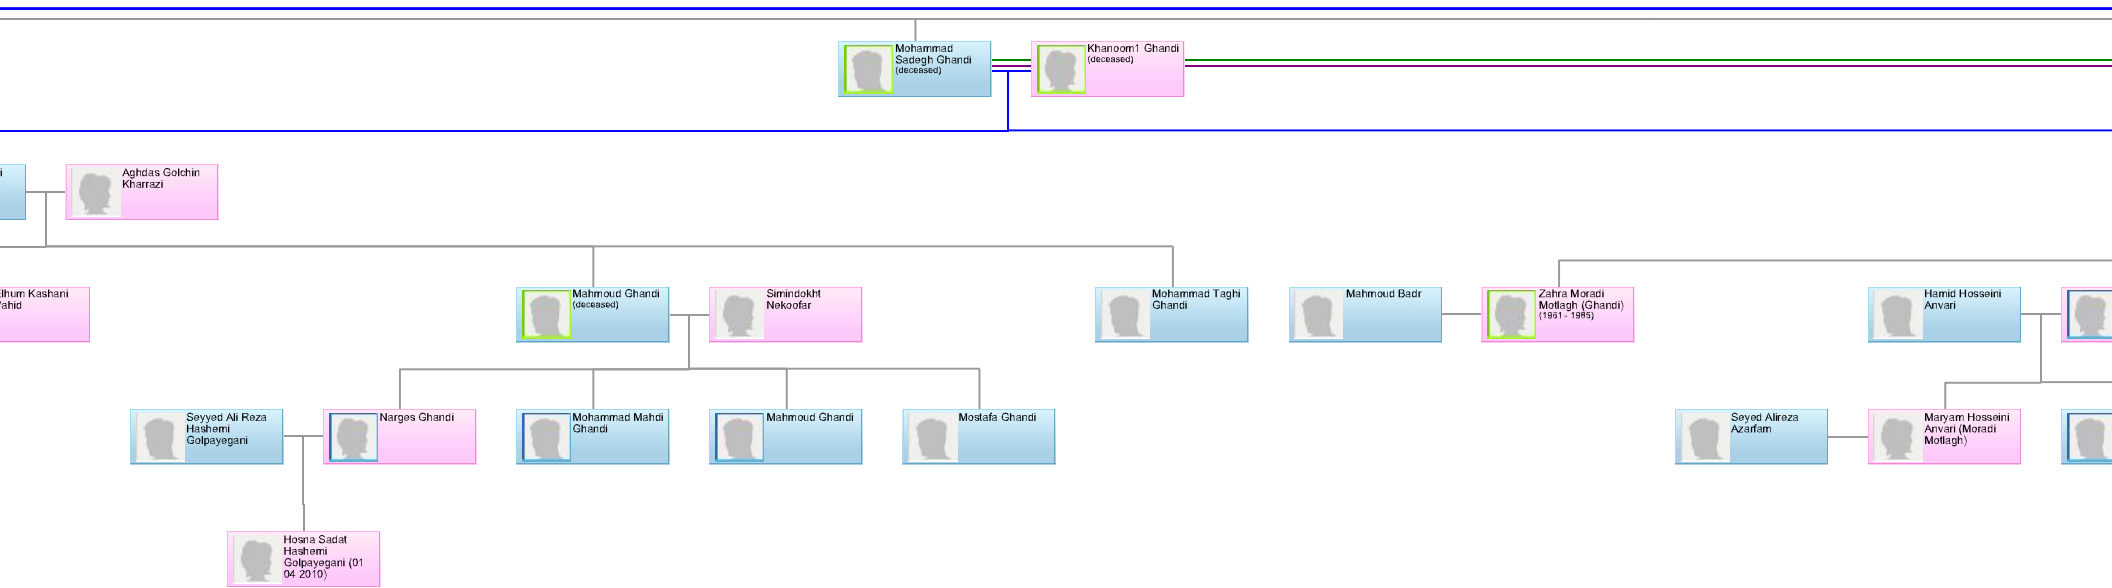 Mohammad
Sadegh Ghandi
(deceased)
Khanoom1 Ghandi
(deceased)
i
Aghdas Golchin
Kharrazi
Kashani
Mahmoud Ghandi
(deceased)
Simindokht
Nekoofar
Mohammad Taghi
Ghandi
Mahmoud Badr
Zahra Moradi
Motlagh (Ghandi)
(1961 - 1985)
Hamid Hosseini
Anvari
Seyyed Ali Reza
Hashemi
Golpayegani
Narges Ghandi
Mohammad Mahdi
Ghandi
Mahmoud Ghandi
Mostafa Ghandi
Seyed Alireza
Azarfam
Maryam Hosseini
Anvari (Moradi
Motlagh)
Hosna Sadat
Hashemi
Golpayegani (01
04 2010)